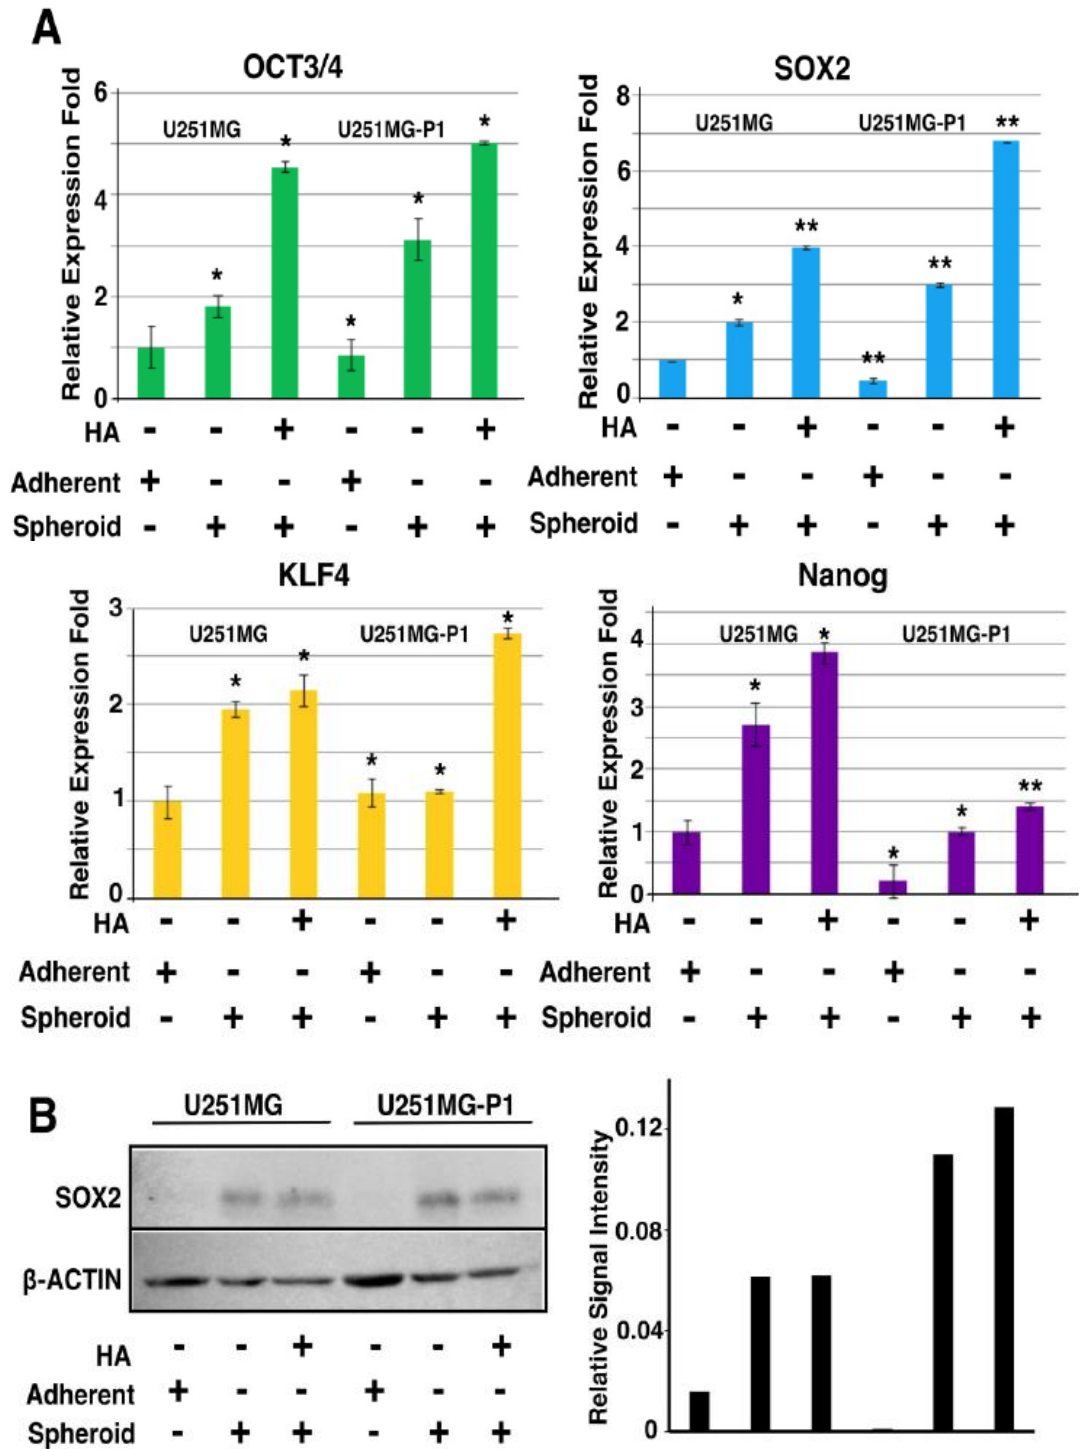 A
OCT3/4
Relative Expression Fold
6
4
2
0
U251MG
U251MG-P1
*
*
*
*
*
HA - - + - - +
Adherent + - - + - -
Spheroid - + + - + +
SOX2
Relative Expression Fold
8
6
4
2
0
U251MG
U251MG-P1
*
**
**
**
**
HA - - + - - +
Adherent + - - + - -
Spheroid - + + - + +
KLF4
Relative Expression Fold
3
2
1
0
U251MG
U251MG-P1
*
*
*
*
*
HA - - + - - +
Adherent + - - + - -
Spheroid - + + - + +
Nanog
Relative Expression Fold
4
3
2
1
0
U251MG
U251MG-P1
*
*
*
*
**
HA - - + - - +
Adherent + - - + - -
Spheroid - + + - + +
B
U251MG
U251MG-P1
SOX2
β-ACTIN
HA - - + - - +
Adherent + - - + - -
Spheroid - + + - + +
Relative Signal Intensity
0.12
0.08
0.04
0